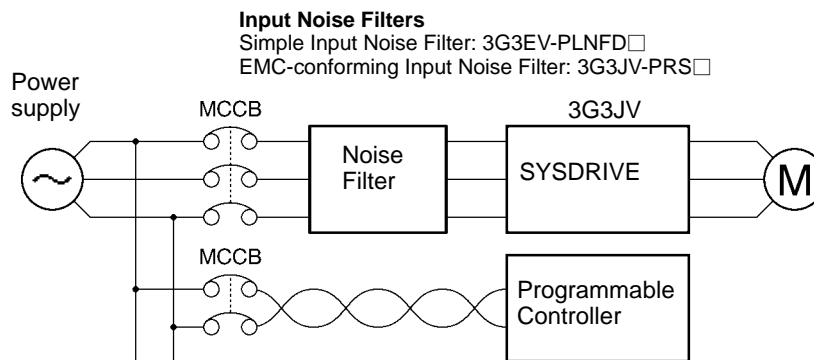 Input Noise Filters
Simple Input Noise Filter: 3G3EV-PLNFD□
EMC-conforming Input Noise Filter: 3G3JV-PRS□
Power
supply
MCCB
3G3JV
Noise
Filter
SYSDRIVE
M
MCCB
Programmable
Controller